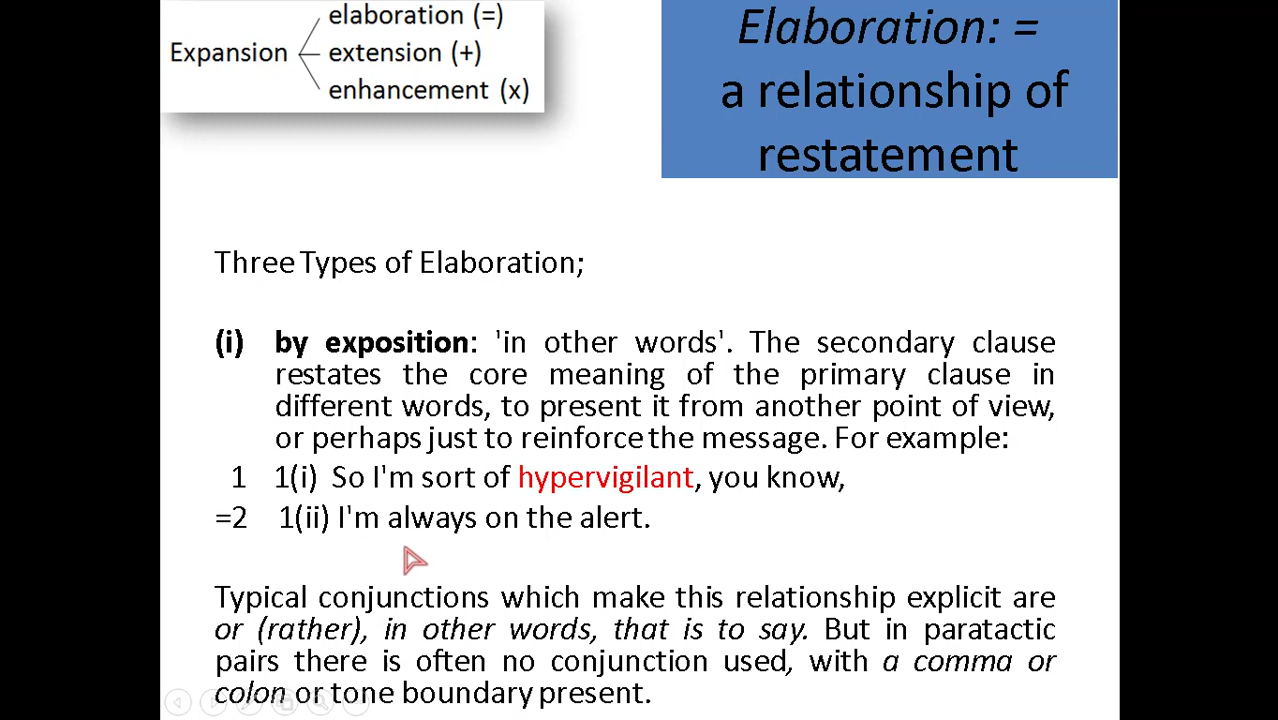 elaboration (=)
Expansion extension (+)
enhancement (x)
Elaboration: =
a relationship of
restatement
Three Types of Elaboration;
(i) by exposition: 'in other words'. The secondary clause
restates the core meaning of the primary clause in
different words, to present it from another point of view,
or perhaps just to reinforce the message. For example:
1 1(i) So I'm sort of hypervigilant, you know,
=2 1(ii) I'm always on the alert.
Typical conjunctions which make this relationship explicit are
or (rather), in other words, that is to say. But in paratactic
pairs there is often no conjunction used, with a comma or
colon or tone boundary present.